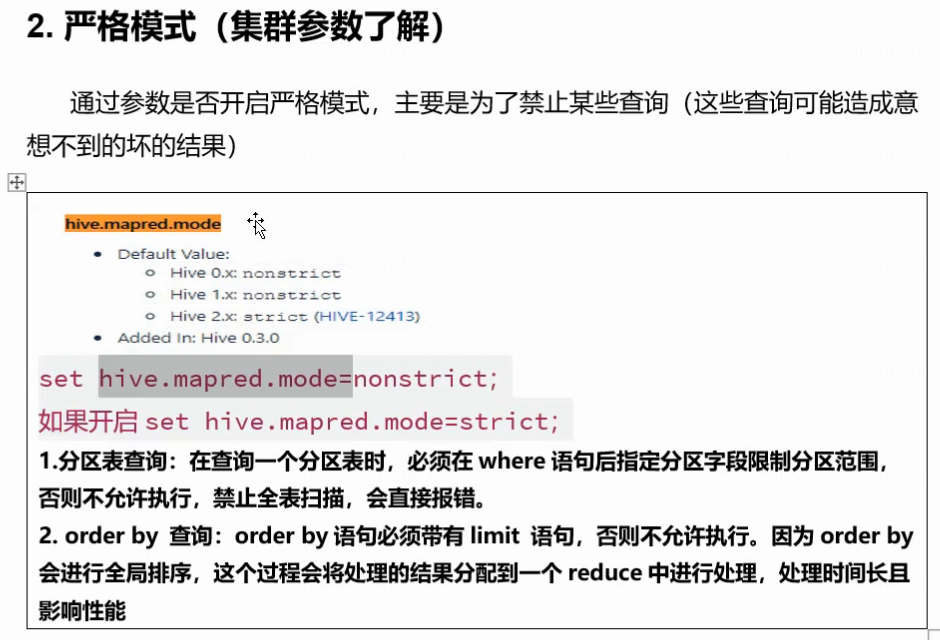 2. 严格模式（集群参数了解）
通过参数是否开启严格模式，主要是为了禁止某些查询（这些查询可能造成意
想不到的坏的结果）
hive.mapred.mode
• Default Value:
o Hive 0.x: nonstrict
o Hive 1.x: nonstrict
o Hive 2.x: strict (HIVE-12413)
• Added In: Hive 0.3.0
set hive.mapred.mode=nonstrict;
如果开启 set hive.mapred.mode=strict;
1.分区表查询：在查询一个分区表时，必须在 where 语句后指定分区字段限制分区范围，
否则不允许执行，禁止全表扫描，会直接报错。
2. order by 查询：order by 语句必须带有 limit 语句，否则不允许执行。因为 order by
会进行全局排序，这个过程会将处理的结果分配到一个 reduce 中进行处理，处理时间长且
影响性能